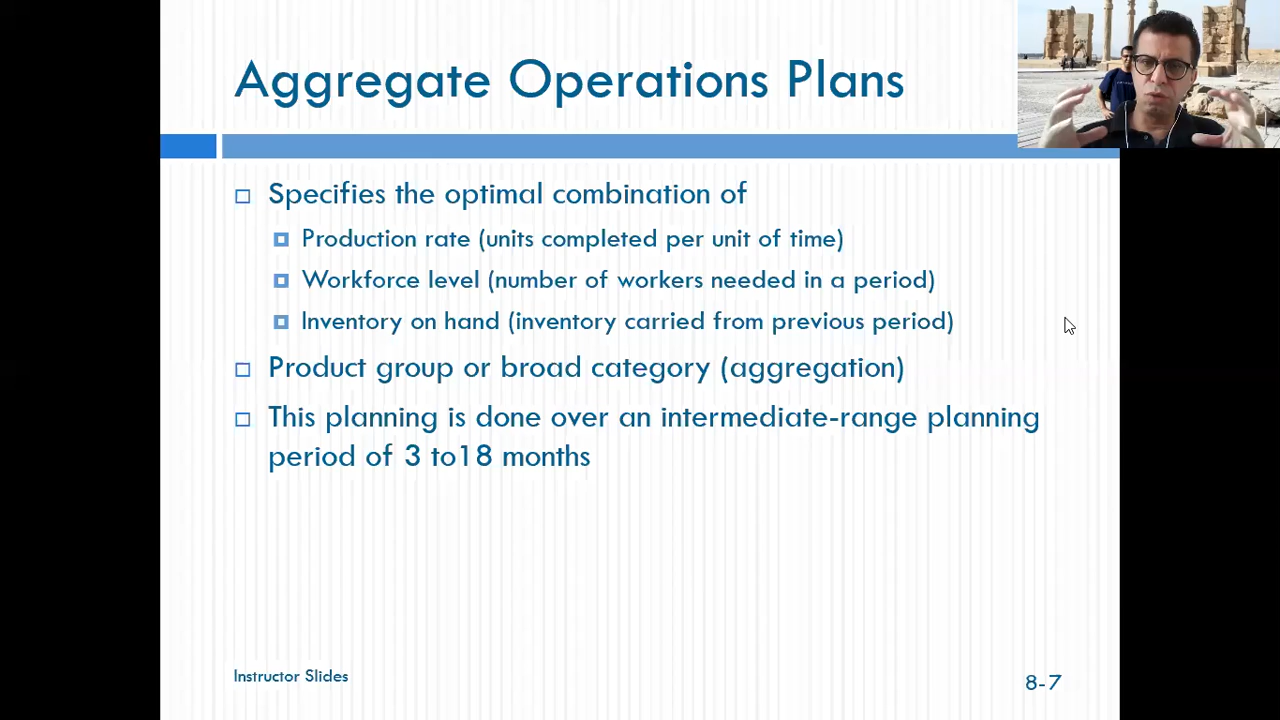 Aggregate Operations Plans
Specifies the optimal combination of
Production rate (units completed per unit of time)
Workforce level (number of workers needed in a period)
Inventory on hand (inventory carried from previous period)
Product group or broad category (aggregation)
This planning is done over an intermediate-range planning
period of 3 to18 months
Instructor Slides
8-7